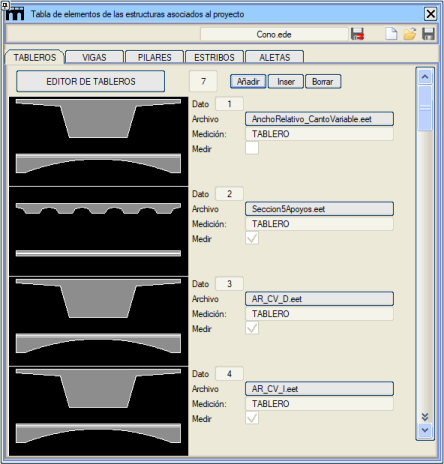 Tabla de elementos de las estructuras asociados al proyecto
Cono.ede
TABLEROS VIGAS PILARES ESTRIBOS ALETAS
EDITOR DE TABLEROS 7 Añadir Inser Borrar
Dato 1
Archivo AnchoRelativo_CantoVariable.eet
Medición: TABLERO
Medir
Dato 2
Archivo Seccion5Apoyos.eet
Medición: TABLERO
Medir
Dato 3
Archivo AR_CV_D.eet
Medición: TABLERO
Medir
Dato 4
Archivo AR_CV_I.eet
Medición: TABLERO
Medir